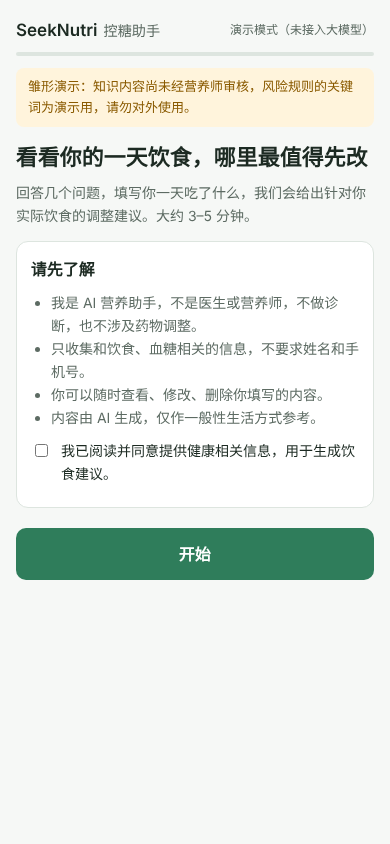 SeekNutri 控糖助手
演示模式（未接入大模型）
雏形演示：知识内容尚未经营养师审核，风险规则的关键
词为演示用，请勿对外使用。
看看你的一天饮食，哪里最值得先改
回答几个问题，填写你一天吃了什么，我们会给出针对你
实际饮食的调整建议。大约 3–5 分钟。
请先了解
我是 AI 营养助手，不是医生或营养师，不做诊
断，也不涉及药物调整。
只收集和饮食、血糖相关的信息，不要求姓名和手
机号。
你可以随时查看、修改、删除你填写的内容。
内容由 AI 生成，仅作一般性生活方式参考。
我已阅读并同意提供健康相关信息，用于生成饮
食建议。
开始